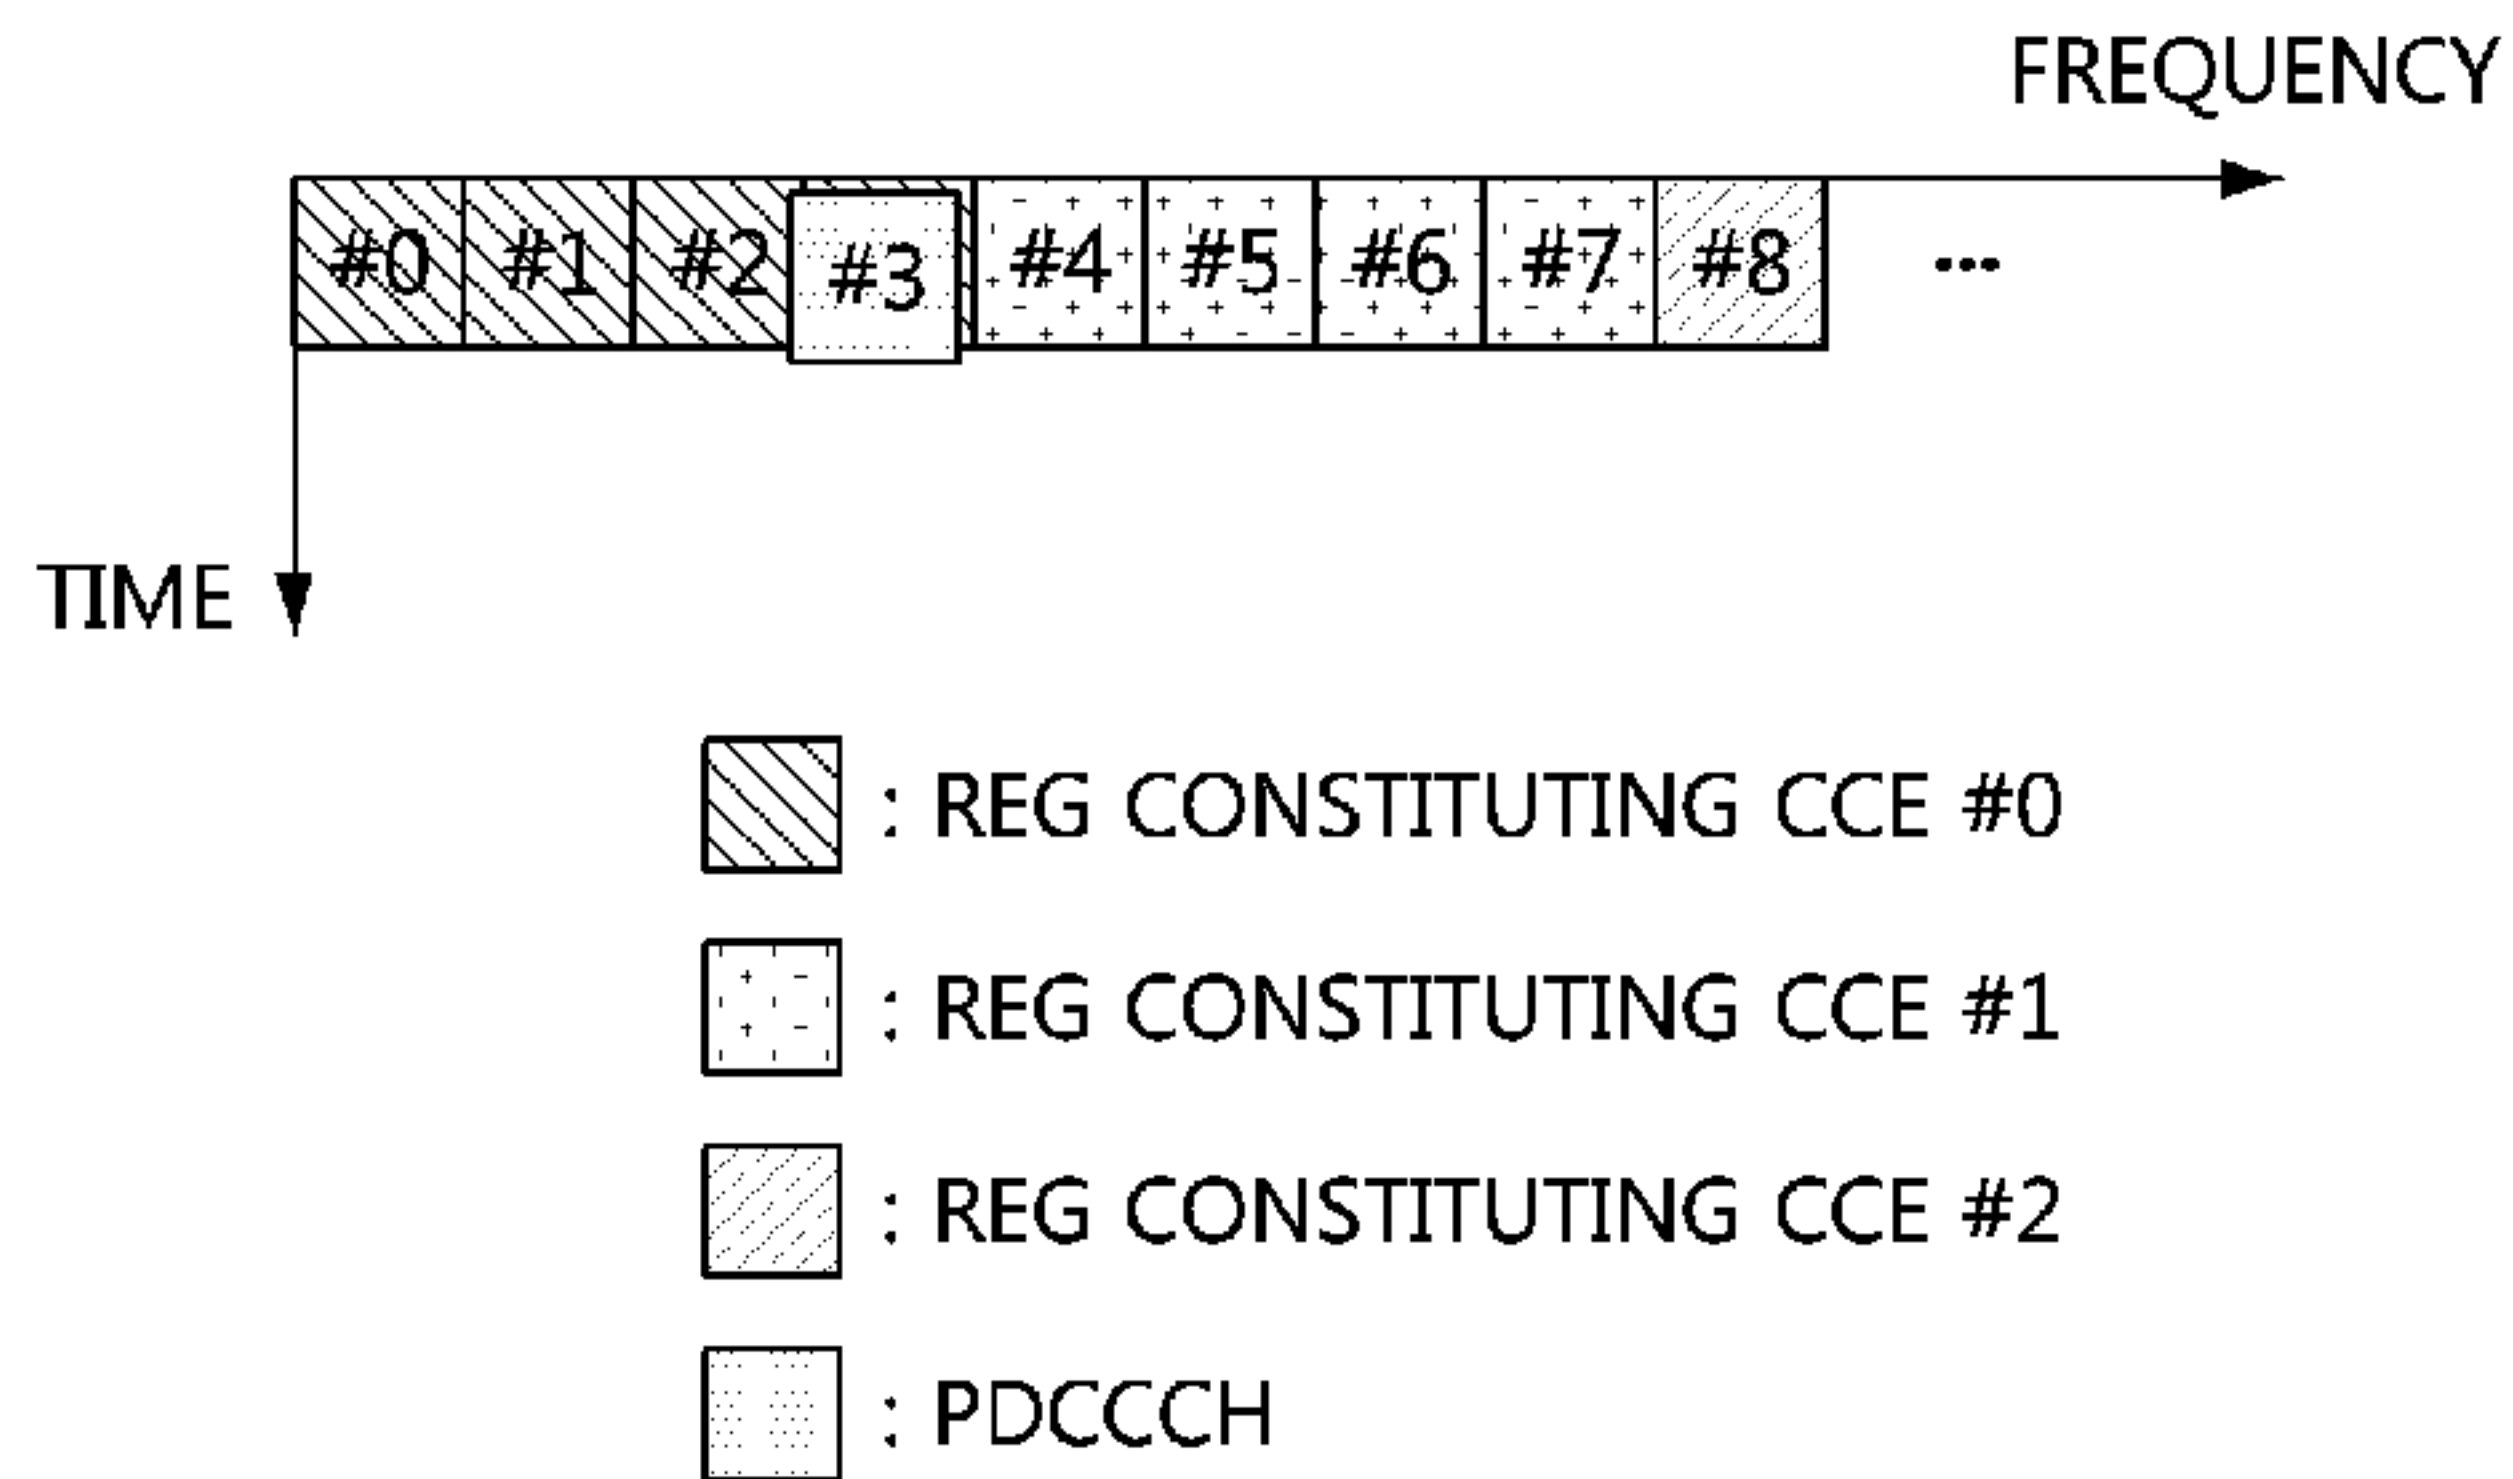 FREQUENCY
#0 #1 #2 #3 #4 #5 #6 #7 #8 •••
TIME
: REG CONSTITUTING CCE #0
: REG CONSTITUTING CCE #1
: REG CONSTITUTING CCE #2
: PDCCCH